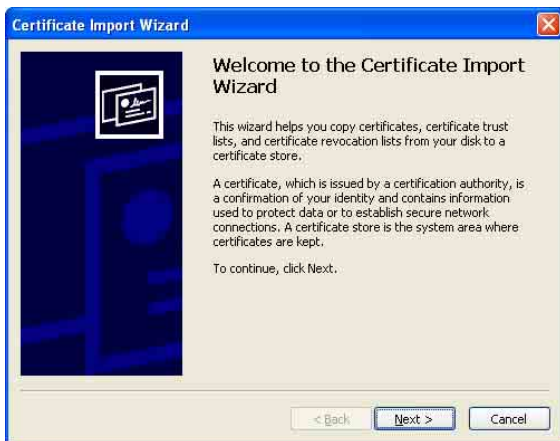 Certificate Import Wizard
Welcome to the Certificate Import
Wizard
This wizard helps you copy certificates, certificate trust
lists, and certificate revocation lists from your disk to a
certificate store.
A certificate, which is issued by a certification authority, is
a confirmation of your identity and contains information
used to protect data or to establish secure network
connections. A certificate store is the system area where
certificates are kept.
To continue, click Next.
< Back Next > Cancel